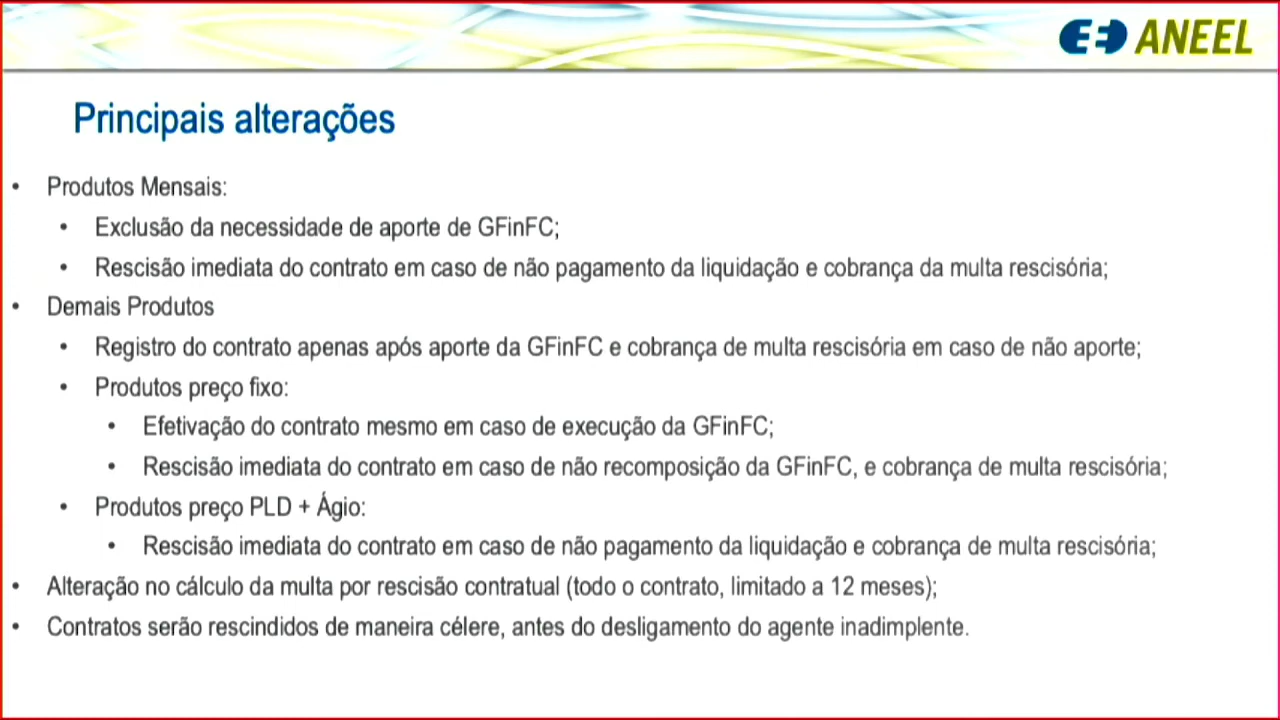 ANEEL
Principais alterações
• Produtos Mensais:
• Exclusão da necessidade de aporte de GFinFC;
• Rescisão imediata do contrato em caso de não pagamento da liquidação e cobrança da multa rescisória;
• Demais Produtos
• Registro do contrato apenas após aporte da GFinFC e cobrança de multa rescisória em caso de não aporte;
• Produtos preço fixo:
• Efetivação do contrato mesmo em caso de execução da GFinFC;
• Rescisão imediata do contrato em caso de não recomposição da GFinFC, e cobrança de multa rescisória;
• Produtos preço PLD + Ágio:
• Rescisão imediata do contrato em caso de não pagamento da liquidação e cobrança de multa rescisória;
• Alteração no cálculo da multa por rescisão contratual (todo o contrato, limitado a 12 meses);
• Contratos serão rescindidos de maneira célere, antes do desligamento do agente inadimplente.